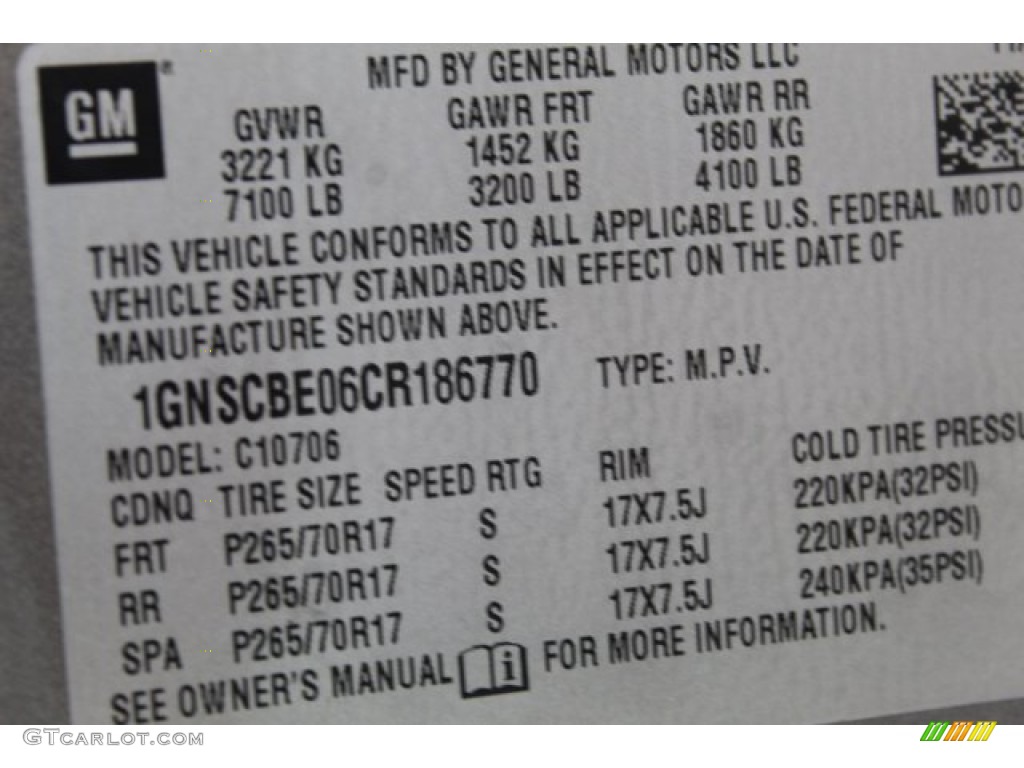 MFD BY GENERAL MOTORS LLC
GM
GVWR GAWR FRT GAWR RR
3221 KG 1452 KG 1860 KG
7100 LB 3200 LB 4100 LB
THIS VEHICLE CONFORMS TO ALL APPLICABLE U.S. FEDERAL MOTO
VEHICLE SAFETY STANDARDS IN EFFECT ON THE DATE OF
MANUFACTURE SHOWN ABOVE.
1GNSCBE06CR186770 TYPE: M.P.V.
MODEL: C10706
CDNQ TIRE SIZE SPEED RTG RIM COLD TIRE PRESSU
FRT P265/70R17 S 17X7.5J 220KPA(32PSI)
RR P265/70R17 S 17X7.5J 220KPA(32PSI)
SPA P265/70R17 S 17X7.5J 240KPA(35PSI)
SEE OWNER'S MANUAL i FOR MORE INFORMATION.
GTCARLOT.COM